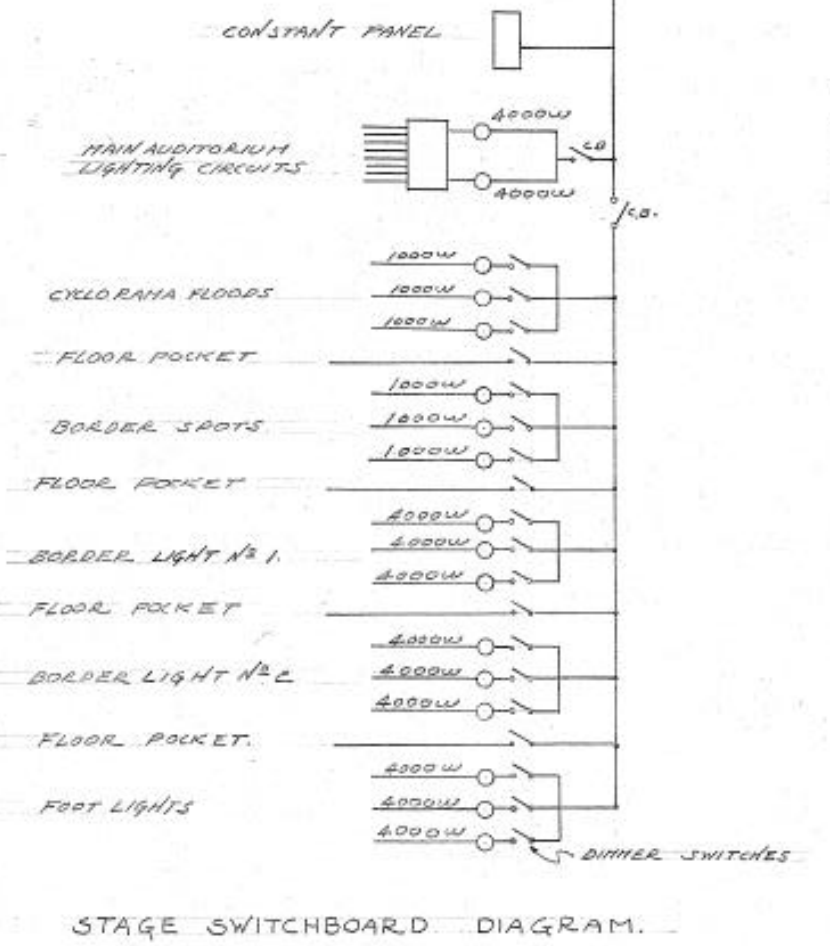 CONSTANT PANEL
4000W
MAIN AUDITORIUM
LIGHTING CIRCUITS
C.B
4000W
C.B.
1000W
CYCLORAMA FLOODS
1000W
1000W
FLOOR POCKET
1000W
BORDER SPOTS.
1000W
1000W
FLOOR POCKET
4000W
4000W
BORDER LIGHT Nº 1.
4000W
FLOOR POCKET
4000W
BORDER LIGHT Nº 2
4000W
4000W
FLOOR POCKET.
4000W
FOOT LIGHTS
4000W
4000W
DIMMER SWITCHES
STAGE SWITCHBOARD. DIAGRAM.